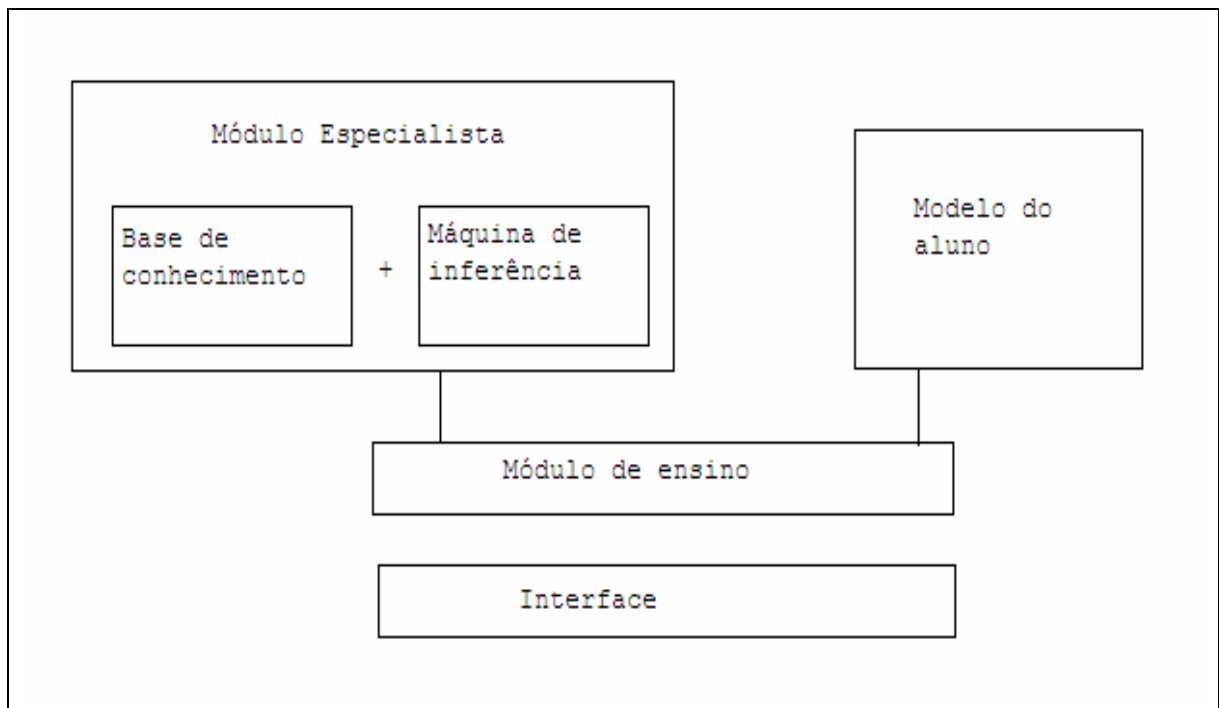 Módulo Especialista
Base de
conhecimento
+
Máquina de
inferência
Modelo do
aluno
Módulo de ensino
Interface